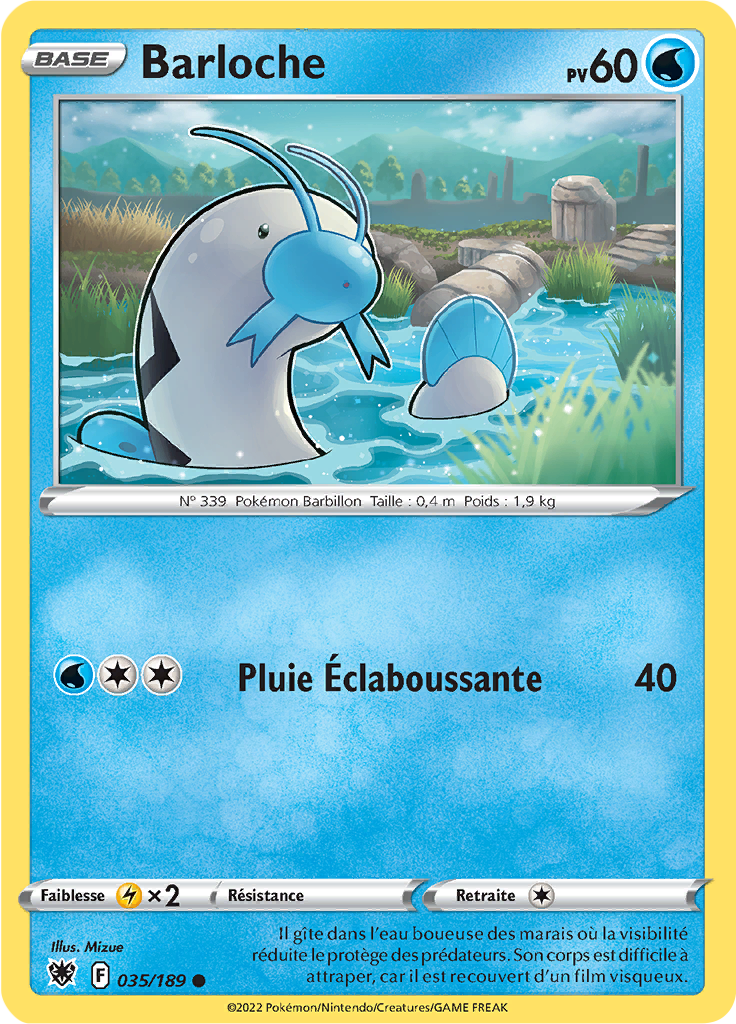 BASE Barloche PV60
N° 339 Pokémon Barbillon Taille : 0,4 m Poids : 1,9 kg
Pluie Éclaboussante 40
Faiblesse ×2 Résistance Retraite
Il gîte dans l'eau boueuse des marais où la visibilité
réduite le protège des prédateurs. Son corps est difficile à
attraper, car il est recouvert d'un film visqueux.
Illus. Mizue
F 035/189
©2022 Pokémon/Nintendo/Creatures/GAME FREAK